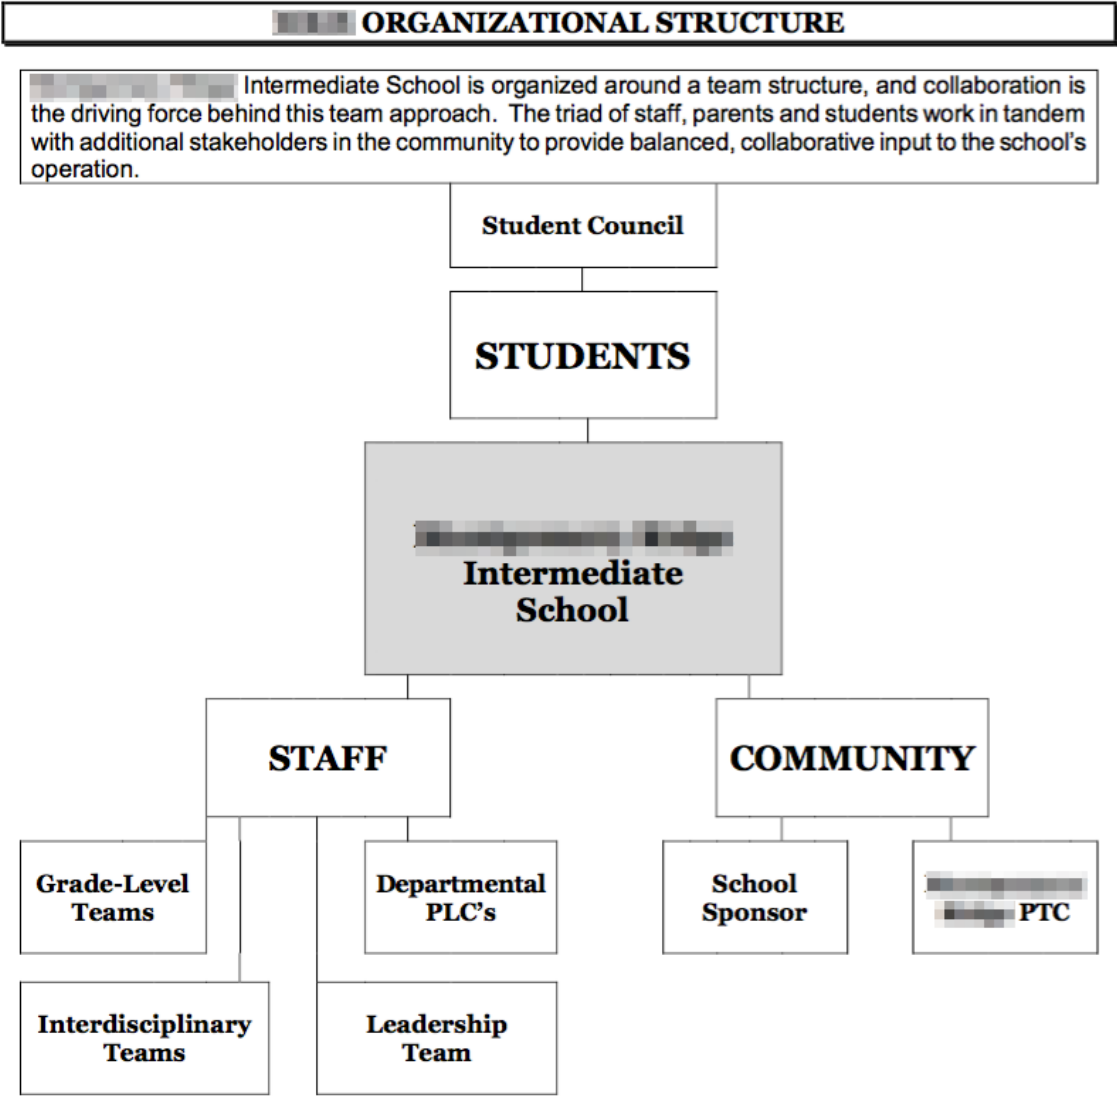 ORGANIZATIONAL STRUCTURE
Intermediate School is organized around a team structure, and collaboration is
the driving force behind this team approach.  The triad of staff, parents and students work in tandem
with additional stakeholders in the community to provide balanced, collaborative input to the school's
operation.
Student Council
STUDENTS
Intermediate
School
STAFF
COMMUNITY
Grade-Level
Teams
Departmental
PLC's
School
Sponsor
PTC
Interdisciplinary
Teams
Leadership
Team